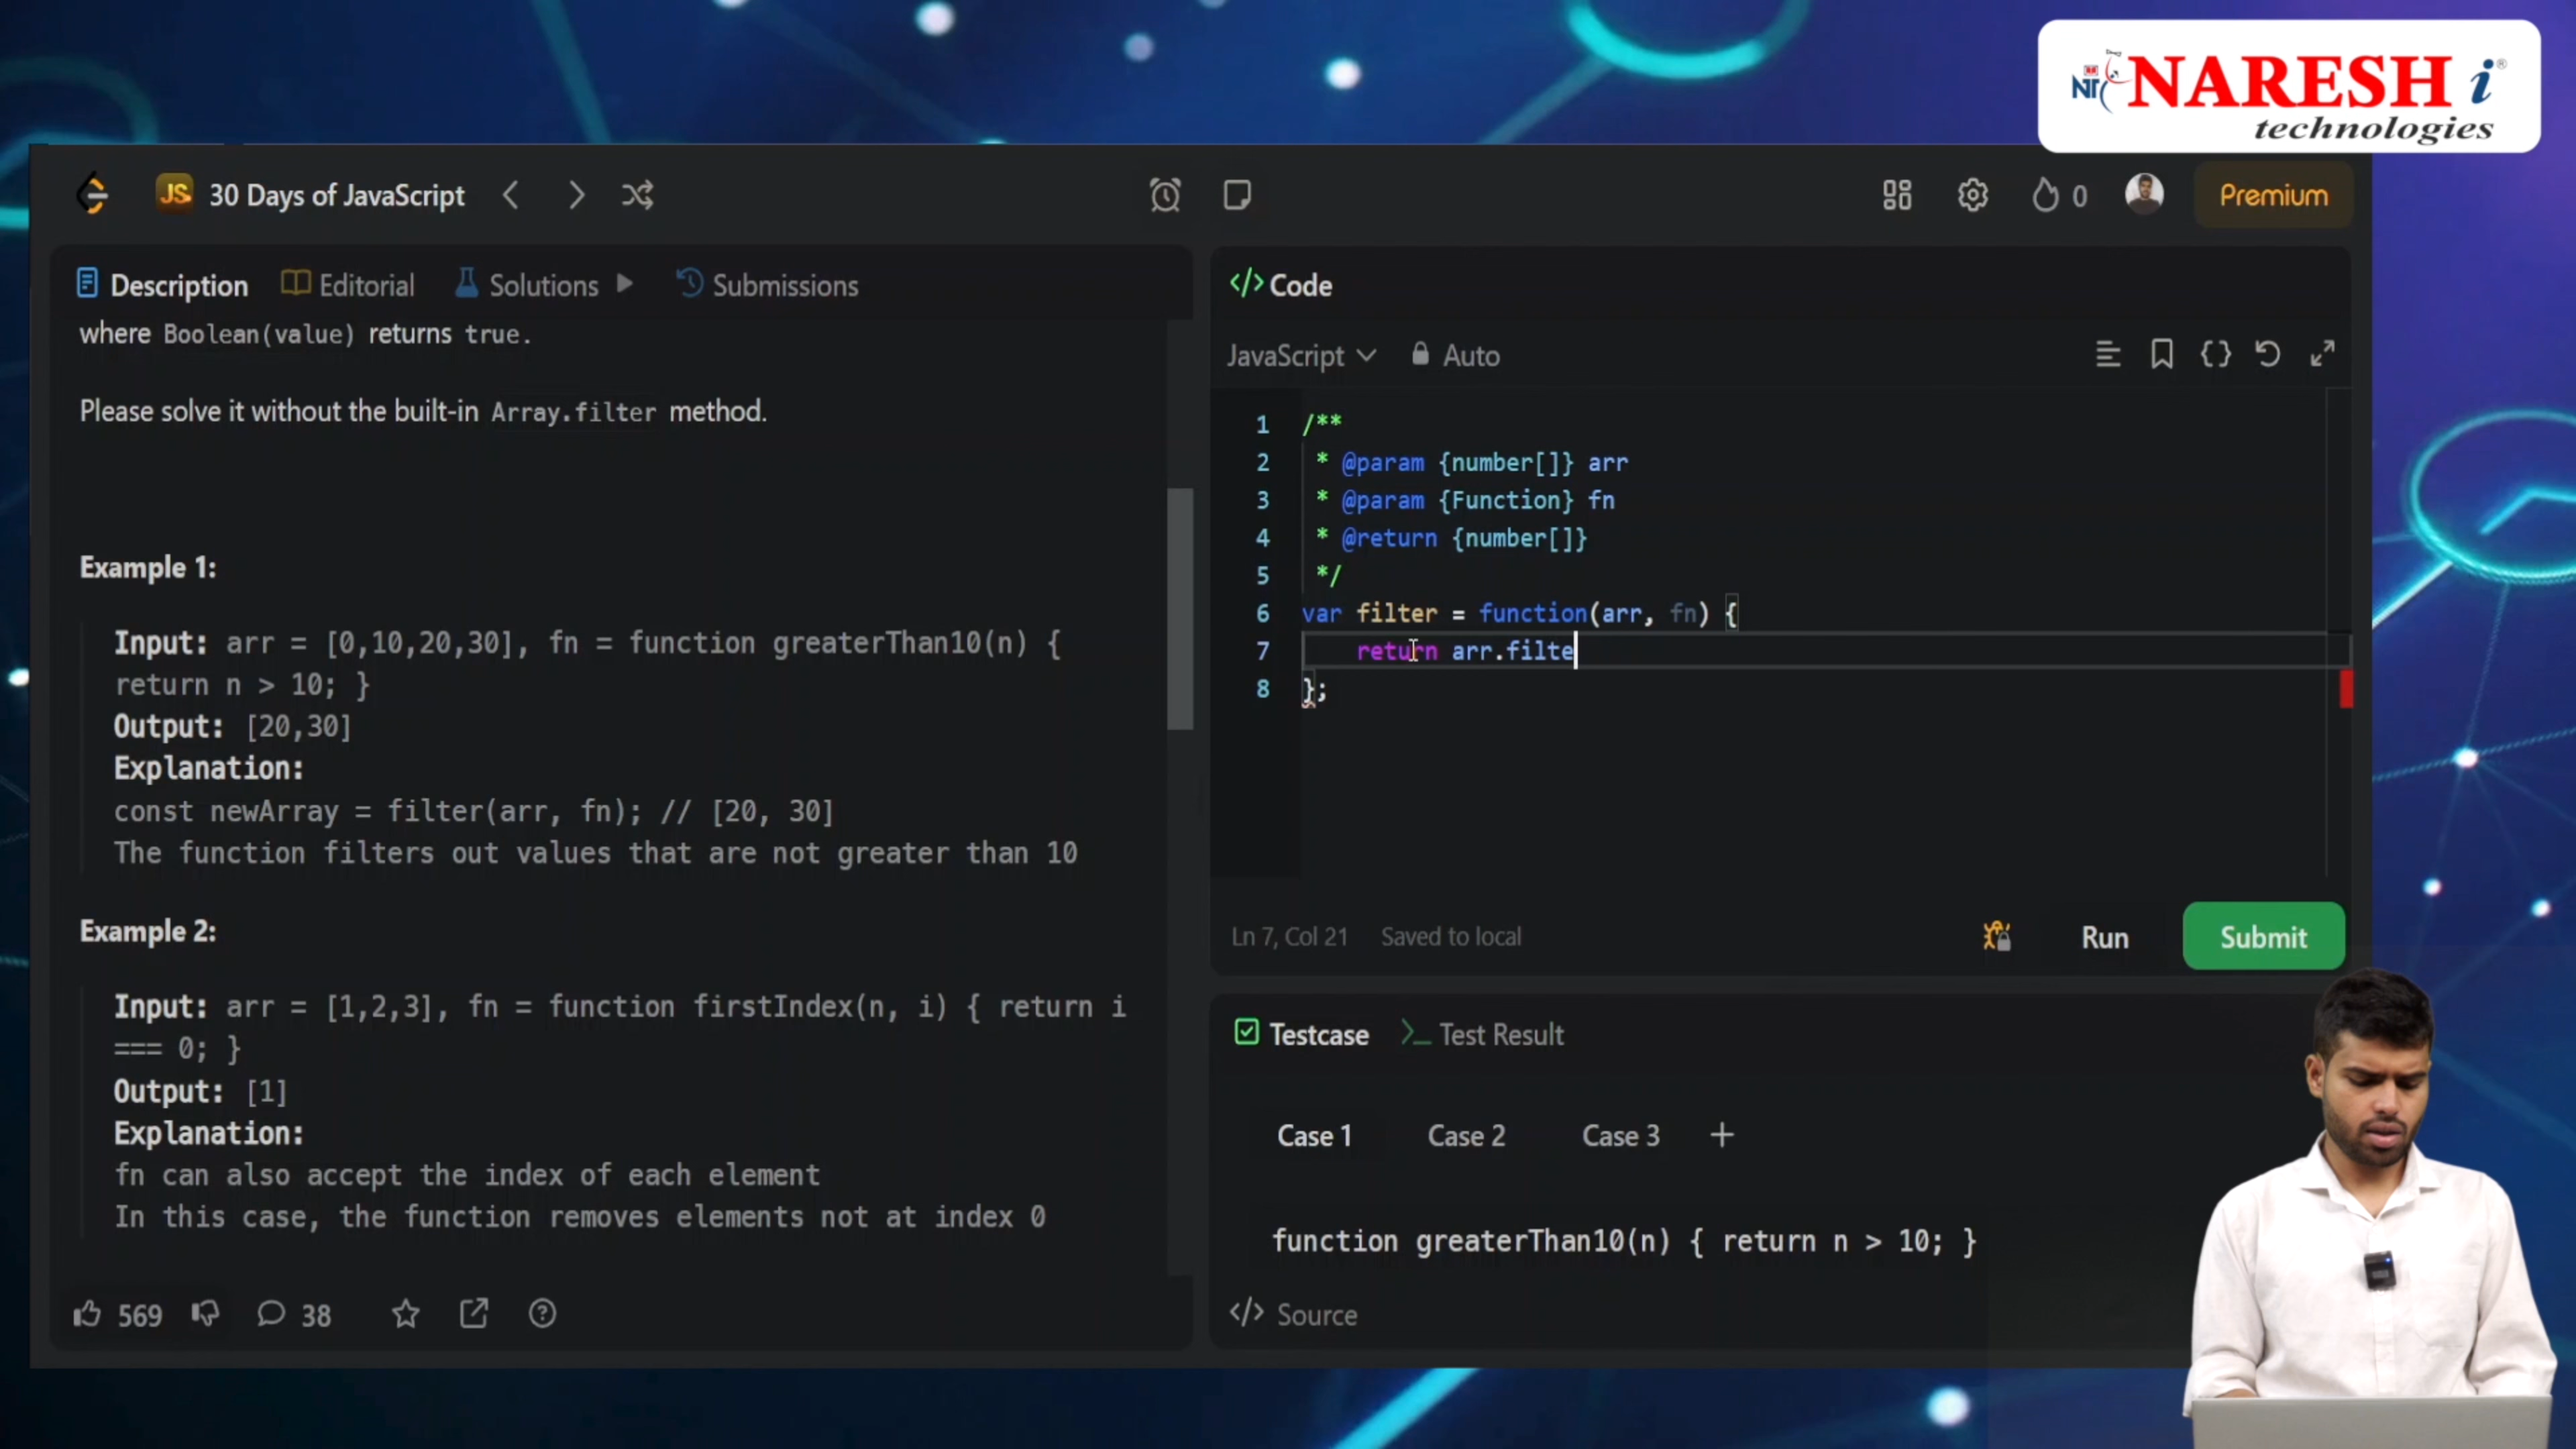 NT NARESH i ®
technologies
JS 30 Days of JavaScript
0 Premium
Description Editorial Solutions Submissions
where Boolean(value) returns true.
Please solve it without the built-in Array.filter method.
Example 1:
Input: arr = [0,10,20,30], fn = function greaterThan10(n) {
return n > 10; }
Output: [20,30]
Explanation:
const newArray = filter(arr, fn); // [20, 30]
The function filters out values that are not greater than 10
Example 2:
Input: arr = [1,2,3], fn = function firstIndex(n, i) { return i
=== 0; }
Output: [1]
Explanation:
fn can also accept the index of each element
In this case, the function removes elements not at index 0
569 38
</> Code
JavaScript Auto
{}
1 /**
2 * @param {number[]} arr
3 * @param {Function} fn
4 * @return {number[]}
5 */
6 var filter = function(arr, fn) {
7 return arr.filte
8 };
Ln 7, Col 21 Saved to local
Run Submit
Testcase >_ Test Result
Case 1 Case 2 Case 3 +
function greaterThan10(n) { return n > 10; }
</> Source